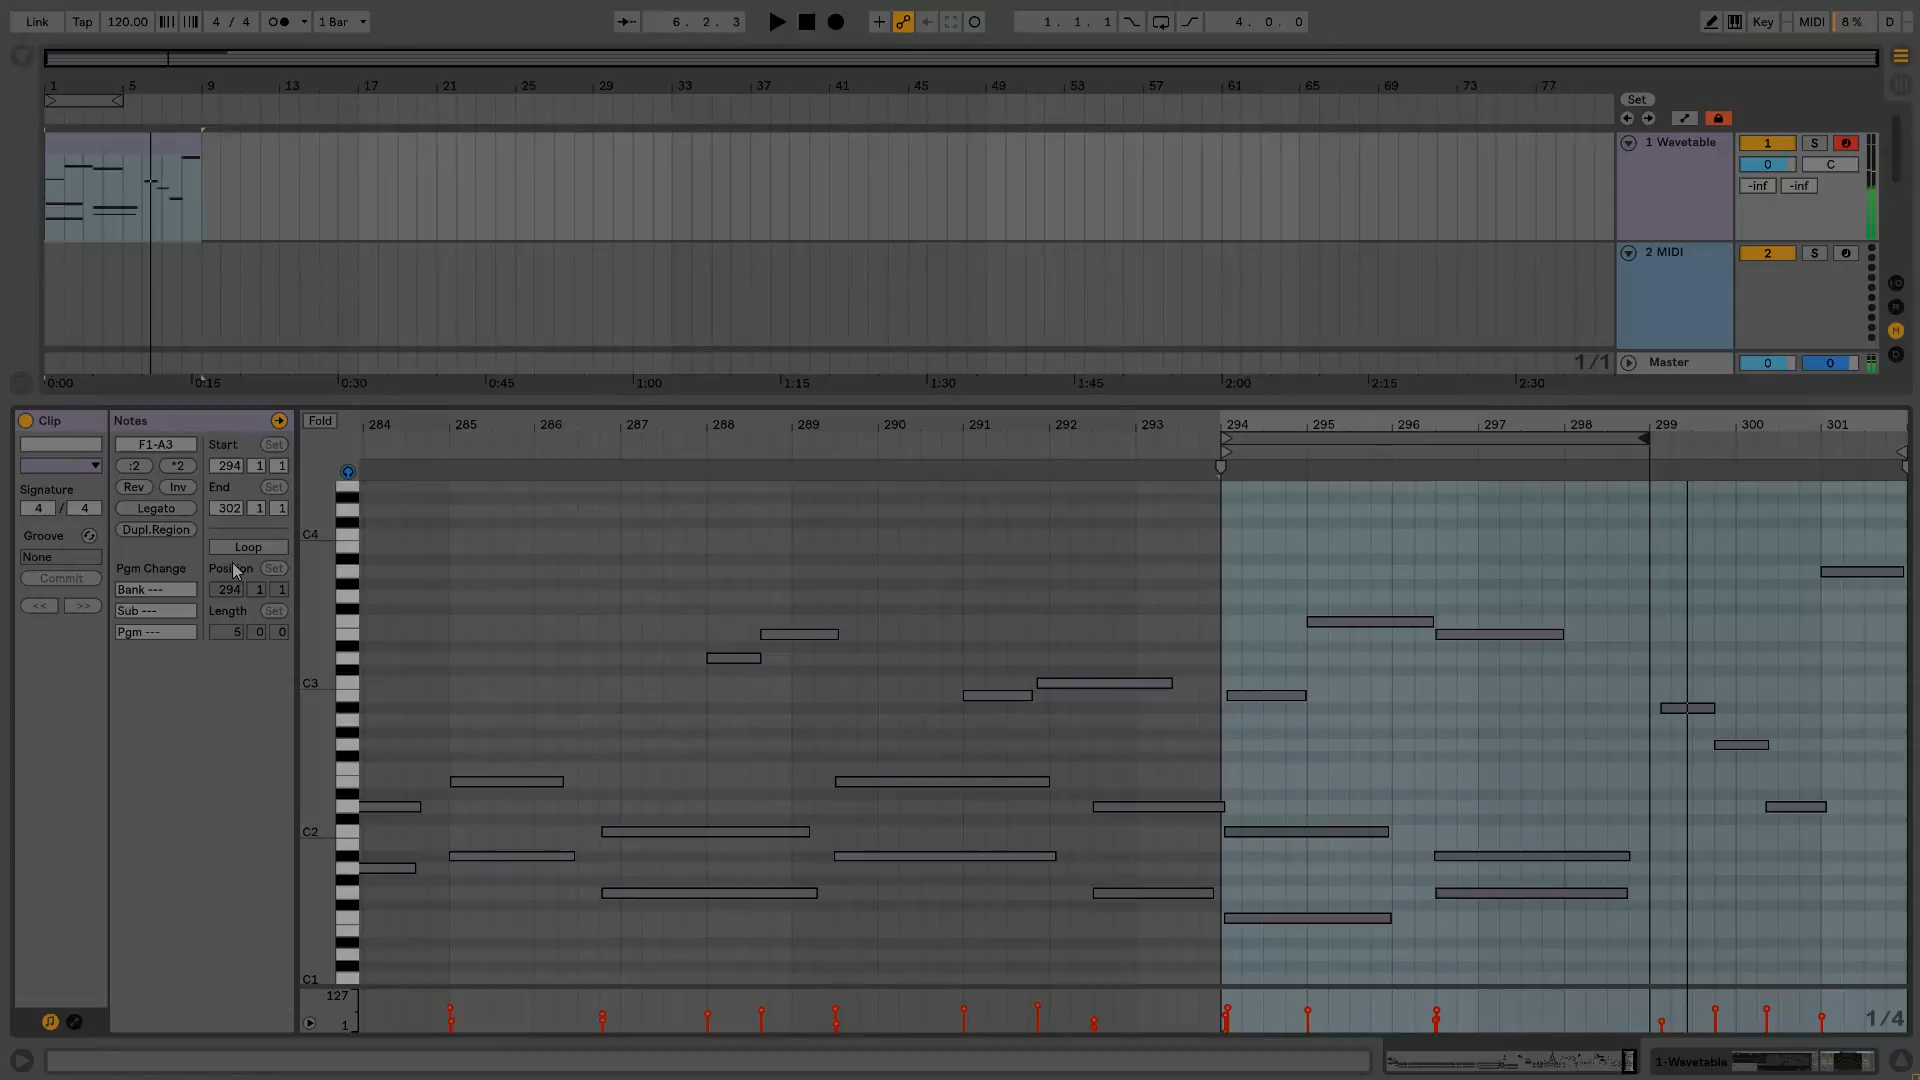 Link Tap 120.00 4 / 4 1 Bar 6. 2. 3 1. 1. 1 4. 0. 0 Key MIDI 8 % D
1 5 9 13 17 21 25 29 33 37 41 45 49 53 57 61 65 69 73 77
Set
1 Wavetable 1 S
0 C
-inf -inf
2 MIDI 2 S
1/1 Master 0 0
0:00 0:15 0:30 0:45 1:00 1:15 1:30 1:45 2:00 2:15 2:30
Clip Notes Fold 284 285 286 287 288 289 290 291 292 293 294 295 296 297 298 299 300 301
F1-A3 Start Set
:2 *2 294 1 1
Signature Rev Inv End Set
4 / 4 Legato 302 1 1
Groove Dupl.Region
C4
None Loop
Commit Pgm Change Position Set
<< >> Bank --- 294 1 1
Sub --- Length Set
Pgm --- 5 0 0
C3
C2
C1
127
1
1/4
1-Wavetable